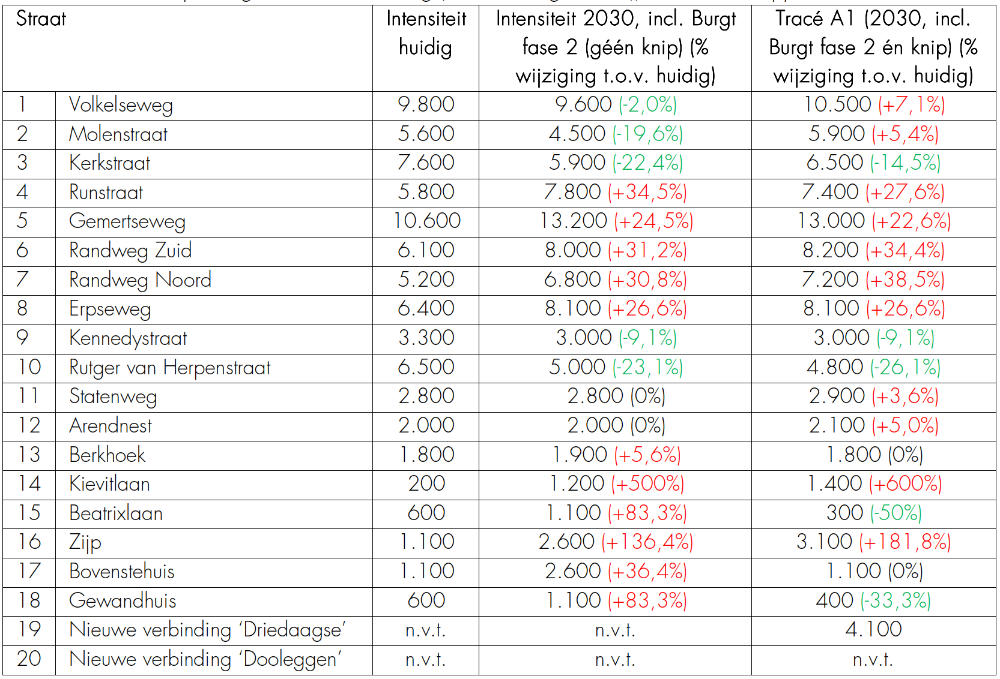 Straat Intensiteit huidig Intensiteit 2030, incl. Burgt fase 2 (géén knip) (% wijziging t.o.v. huidig) Tracé A1 (2030, incl. Burgt fase 2 én knip) (% wijziging t.o.v. huidig)
1 Volkelseweg 9.800 9.600 (-2,0%) 10.500 (+7,1%)
2 Molenstraat 5.600 4.500 (-19,6%) 5.900 (+5,4%)
3 Kerkstraat 7.600 5.900 (-22,4%) 6.500 (-14,5%)
4 Runstraat 5.800 7.800 (+34,5%) 7.400 (+27,6%)
5 Gemertseweg 10.600 13.200 (+24,5%) 13.000 (+22,6%)
6 Randweg Zuid 6.100 8.000 (+31,2%) 8.200 (+34,4%)
7 Randweg Noord 5.200 6.800 (+30,8%) 7.200 (+38,5%)
8 Erpseweg 6.400 8.100 (+26,6%) 8.100 (+26,6%)
9 Kennedystraat 3.300 3.000 (-9,1%) 3.000 (-9,1%)
10 Rutger van Herpenstraat 6.500 5.000 (-23,1%) 4.800 (-26,1%)
11 Statenweg 2.800 2.800 (0%) 2.900 (+3,6%)
12 Arendnest 2.000 2.000 (0%) 2.100 (+5,0%)
13 Berkhoek 1.800 1.900 (+5,6%) 1.800 (0%)
14 Kievitlaan 200 1.200 (+500%) 1.400 (+600%)
15 Beatrixlaan 600 1.100 (+83,3%) 300 (-50%)
16 Zijp 1.100 2.600 (+136,4%) 3.100 (+181,8%)
17 Bovenstehuis 1.100 2.600 (+36,4%) 1.100 (0%)
18 Gewandhuis 600 1.100 (+83,3%) 400 (-33,3%)
19 Nieuwe verbinding ‘Driedaagse’ n.v.t. n.v.t. 4.100
20 Nieuwe verbinding ‘Dooleggen’ n.v.t. n.v.t. n.v.t.